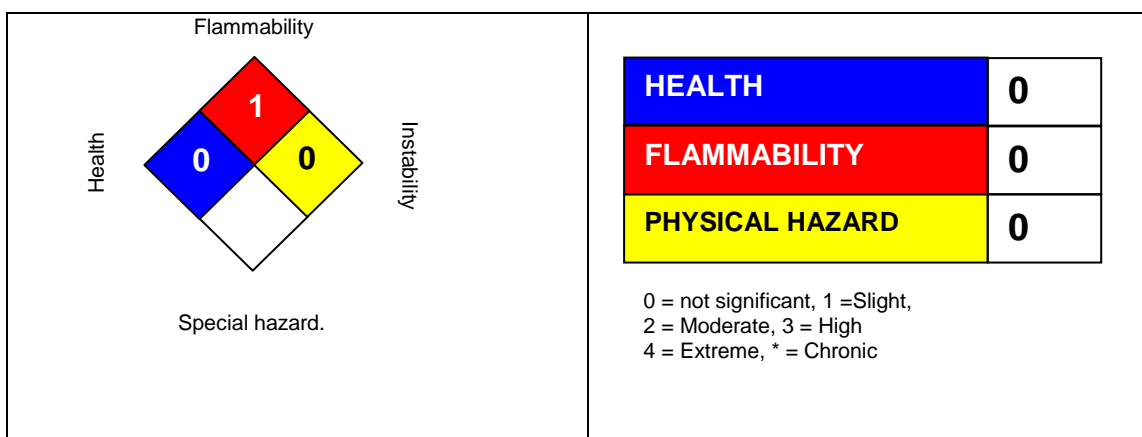 Flammability
1
Health
0
0
Instability
Special hazard.
HEALTH 0
FLAMMABILITY 0
PHYSICAL HAZARD 0
0 = not significant, 1 =Slight,
2 = Moderate, 3 = High
4 = Extreme, * = Chronic